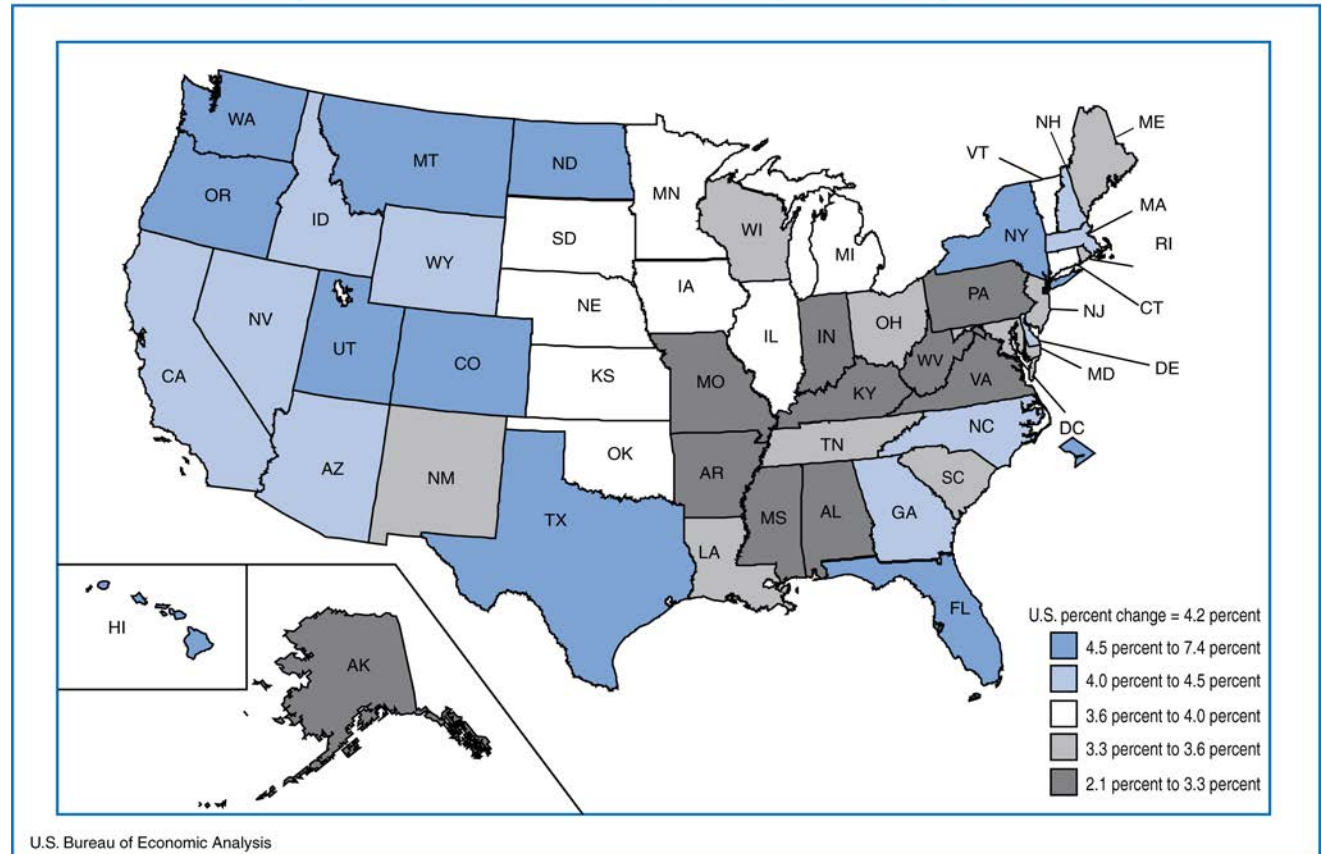 WA
MT
ND
MN
NH
ME
VT
OR
ID
SD
WI
NY
MA
WY
MI
RI
IA
PA
NE
CT
NV
OH
NJ
IL
IN
UT
CO
DE
CA
KS
MO
WV
MD
KY
VA
DC
NC
TN
OK
AZ
NM
AR
SC
MS
AL
GA
TX
LA
FL
HI
AK
U.S. percent change = 4.2 percent
4.5 percent to 7.4 percent
4.0 percent to 4.5 percent
3.6 percent to 4.0 percent
3.3 percent to 3.6 percent
2.1 percent to 3.3 percent
U.S. Bureau of Economic Analysis